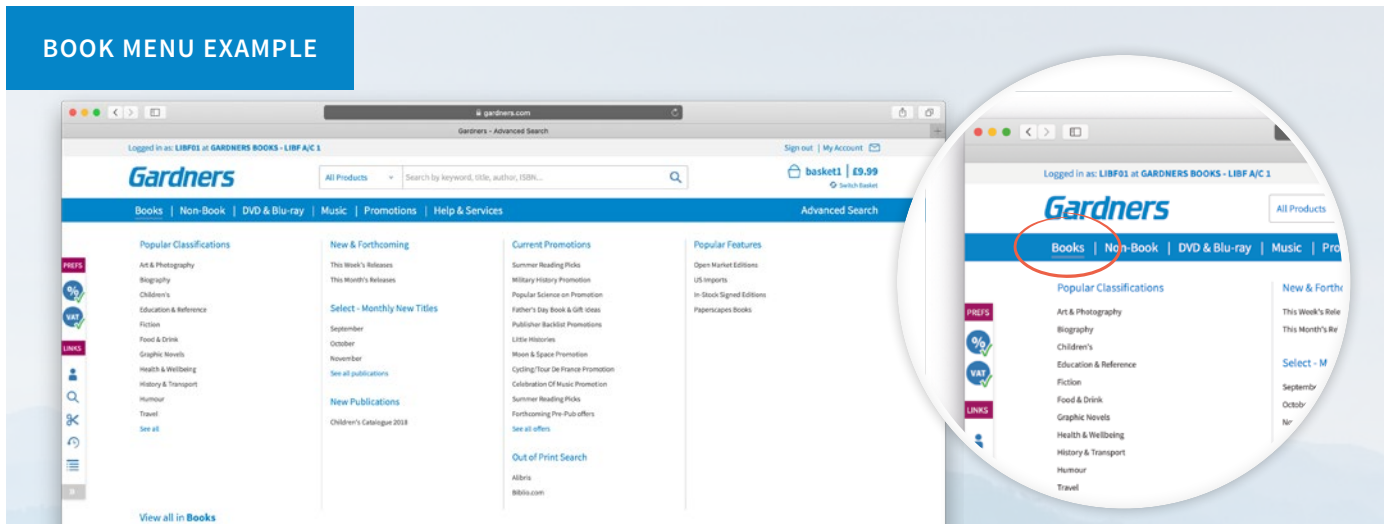 BOOK MENU EXAMPLE
gardners.com
Gardners - Advanced Search
Logged in as: LIBF01 at GARDNERS BOOKS - LIBF A/C 1
Sign out | My Account
Gardners
All Products
Search by keyword, title, author, ISBN...
basket1 | £9.99
Switch Basket
Books | Non-Book | DVD & Blu-ray | Music | Promotions | Help & Services
Advanced Search
PREFS
%
VAT
LINKS
Popular Classifications
Art & Photography
Biography
Children's
Education & Reference
Fiction
Food & Drink
Graphic Novels
Health & Wellbeing
History & Transport
Humour
Travel
See all
New & Forthcoming
This Week's Releases
This Month's Releases
Select - Monthly New Titles
September
October
November
See all publications
New Publications
Children's Catalogue 2018
Current Promotions
Summer Reading Picks
Military History Promotion
Popular Science on Promotion
Father's Day Book & Gift Ideas
Publisher Backlist Promotions
Little Histories
Moon & Space Promotion
Cycling/Tour De France Promotion
Celebration Of Music Promotion
Summer Reading Picks
Forthcoming Pre-Pub offers
See all offers
Out of Print Search
Alibris
Biblio.com
Popular Features
Open Market Editions
US Imports
In-Stock Signed Editions
Paperscapes Books
View all in Books
Logged in as: LIBF01 at GARDNERS BOOKS - LIBF A/C 1
Gardners
All Products
Books | Non-Book | DVD & Blu-ray | Music | Pro
PREFS
%
VAT
LINKS
Popular Classifications
Art & Photography
Biography
Children's
Education & Reference
Fiction
Food & Drink
Graphic Novels
Health & Wellbeing
History & Transport
Humour
Travel
New & Forthc
This Week's Rele
This Month's Re
Select - M
Septemb
Octob